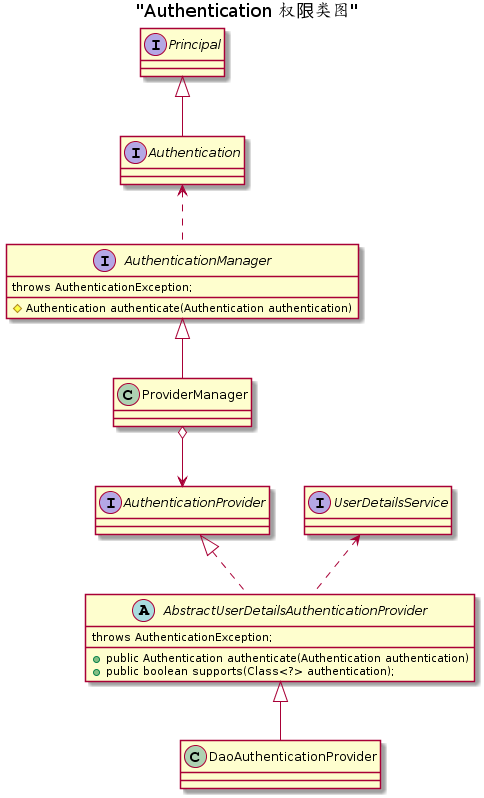 "Authentication 权限类图"
I Principal
I Authentication
I AuthenticationManager
throws AuthenticationException;
Authentication authenticate(Authentication authentication)
C ProviderManager
I AuthenticationProvider
I UserDetailsService
A AbstractUserDetailsAuthenticationProvider
throws AuthenticationException;
public Authentication authenticate(Authentication authentication)
public boolean supports(Class<?> authentication);
C DaoAuthenticationProvider